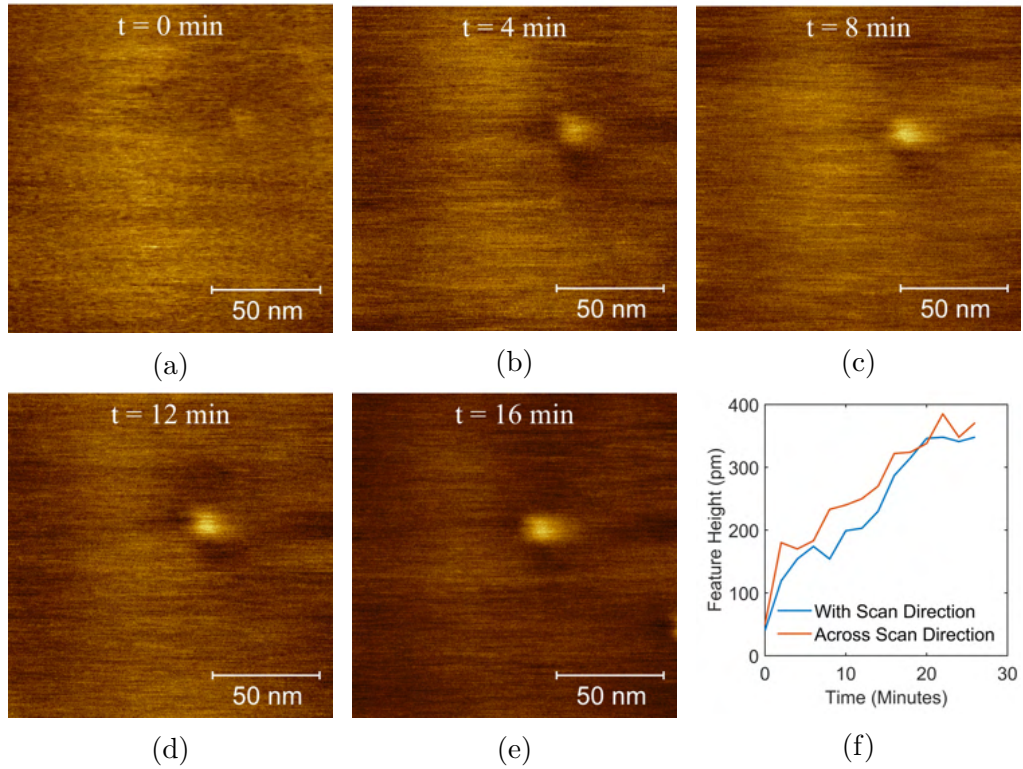 t = 0 min
50 nm
(a)
t = 4 min
50 nm
(b)
t = 8 min
50 nm
(c)
t = 12 min
50 nm
(d)
t = 16 min
50 nm
(e)
400
300
200
100
0
Feature Height (pm)
With Scan Direction
Across Scan Direction
0 10 20 30
Time (Minutes)
(f)